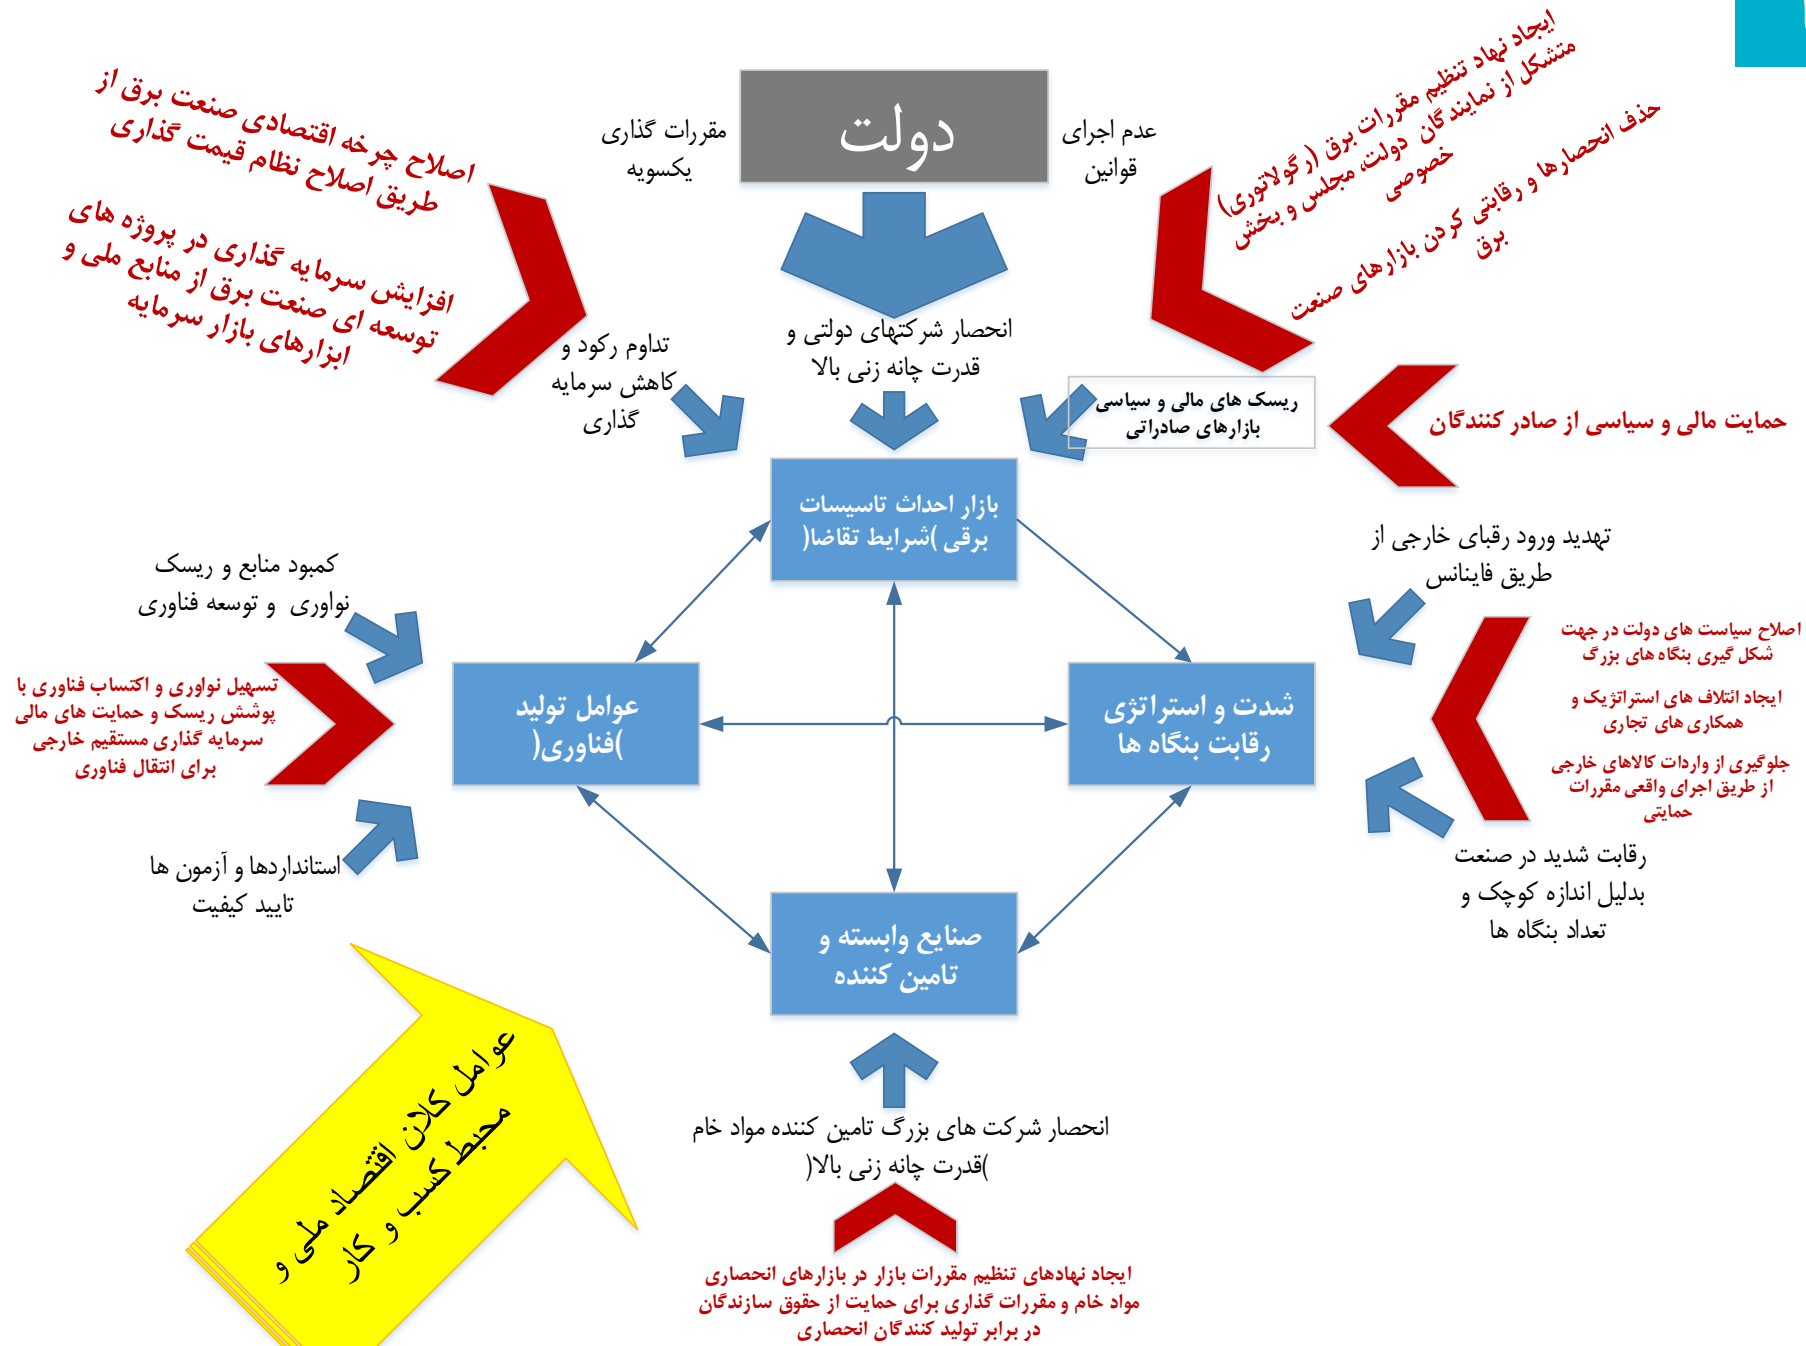 ایجاد نهاد تنظیم مقررات برق (رگولاتوری)
متشکل از نمایندگان دولت، مجلس و بخش
خصوصی
حذف انحصارها و رقابتی کردن بازارهای صنعت
برق
دولت
عدم اجرای
قوانین
مقررات گذاری
یکسویه
اصلاح چرخه اقتصادی صنعت برق از
طریق اصلاح نظام قیمت گذاری
افزایش سرمایه گذاری در پروژه های
توسعه ای صنعت برق از منابع ملی و
ابزارهای بازار سرمایه
انحصار شرکتهای دولتی و
قدرت چانه زنی بالا
تداوم رکود و
کاهش سرمایه
گذاری
ریسک های مالی و سیاسی
بازارهای صادراتی
حمایت مالی و سیاسی از صادر کنندگان
بازار احداث تاسیسات
برقی )شرایط تقاضا(
تهدید ورود رقبای خارجی از
طریق فاینانس
کمبود منابع و ریسک
نواوری و توسعه فناوری
اصلاح سیاست های دولت در جهت
شکل گیری بنگاه های بزرگ
ایجاد ائتلاف های استراتژیک و
همکاری های تجاری
جلوگیری از واردات کالاهای خارجی
از طریق اجرای واقعی مقررات
حمایتی
شدت و استراتژی
رقابت بنگاه ها
عوامل تولید
)فناوری(
تسهیل نواوری و اکتساب فناوری با
پوشش ریسک و حمایت های مالی
سرمایه گذاری مستقیم خارجی
برای انتقال فناوری
رقابت شدید در صنعت
بدلیل اندازه کوچک و
تعداد بنگاه ها
استانداردها و آزمون ها
تایید کیفیت
صنایع وابسته و
تامین کننده
عوامل کلان اقتصاد ملی و
محیط کسب و کار
انحصار شرکت های بزرگ تامین کننده مواد خام
)قدرت چانه زنی بالا(
ایجاد نهادهای تنظیم مقررات بازار در بازارهای انحصاری
مواد خام و مقررات گذاری برای حمایت از حقوق سازندگان
در برابر تولید کنندگان انحصاری